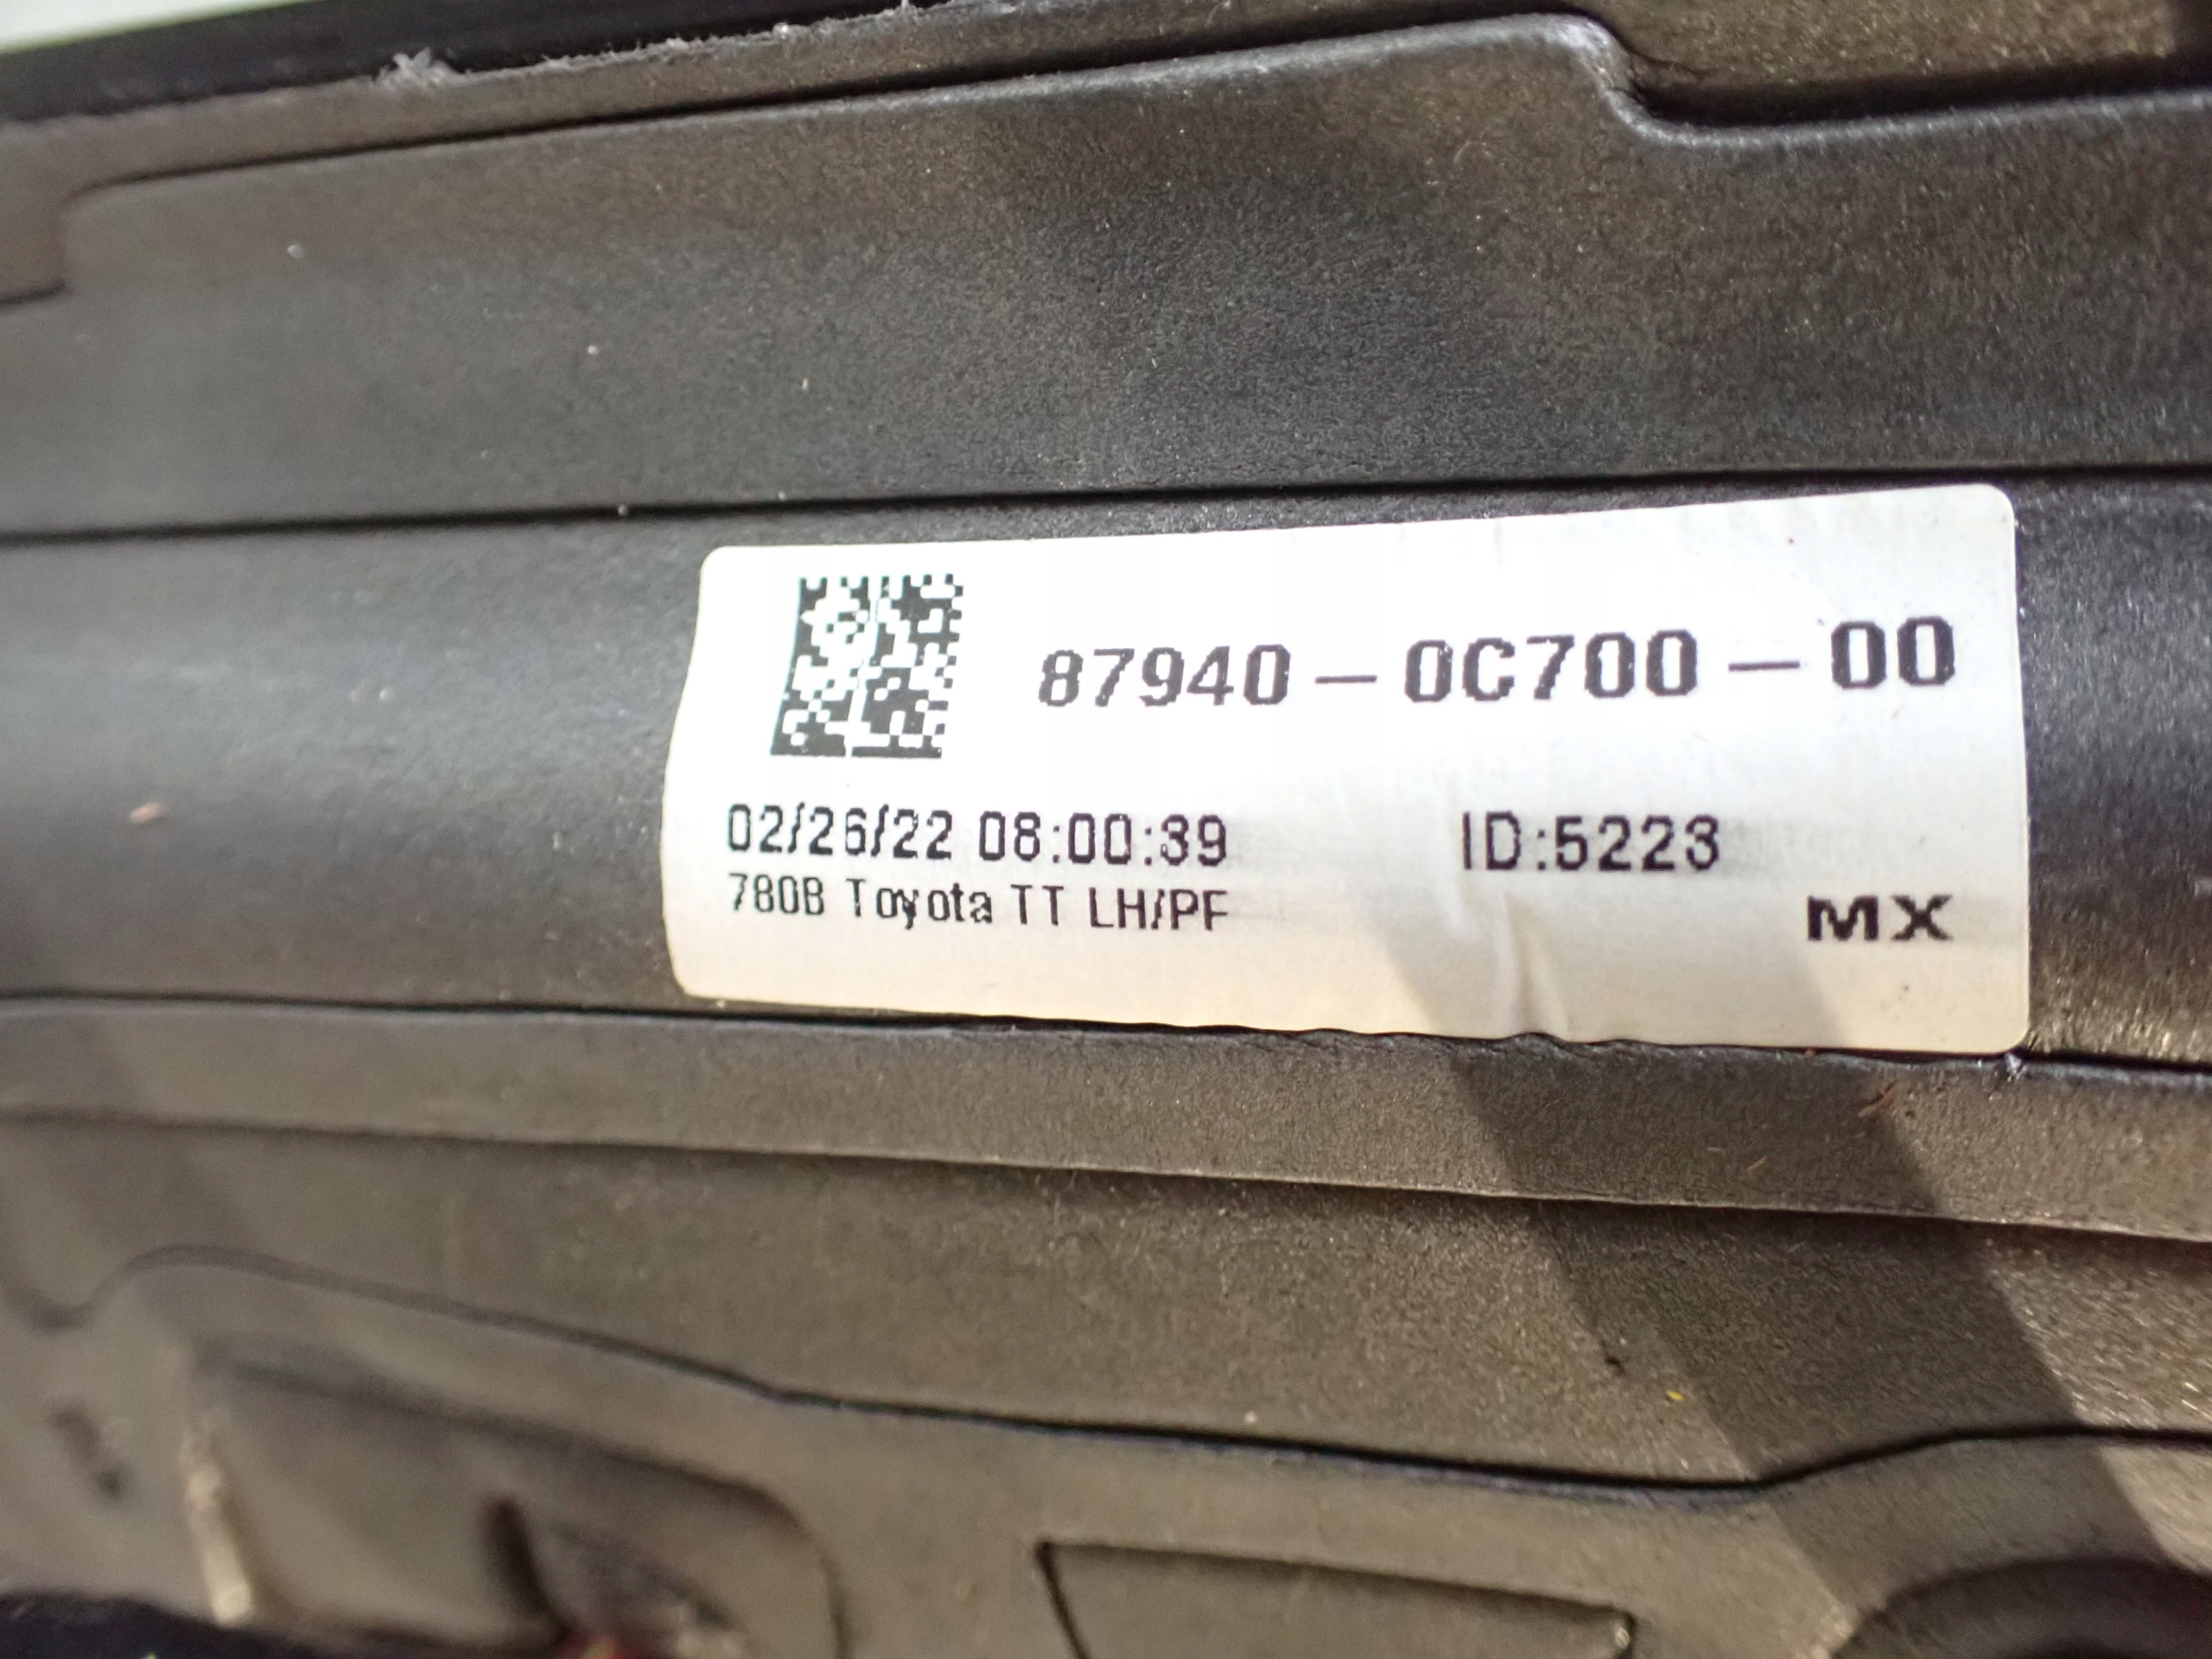 87940-0C700-00
02/26/22 08:00:39 ID:5223
780B Toyota TT LH/PF
MX